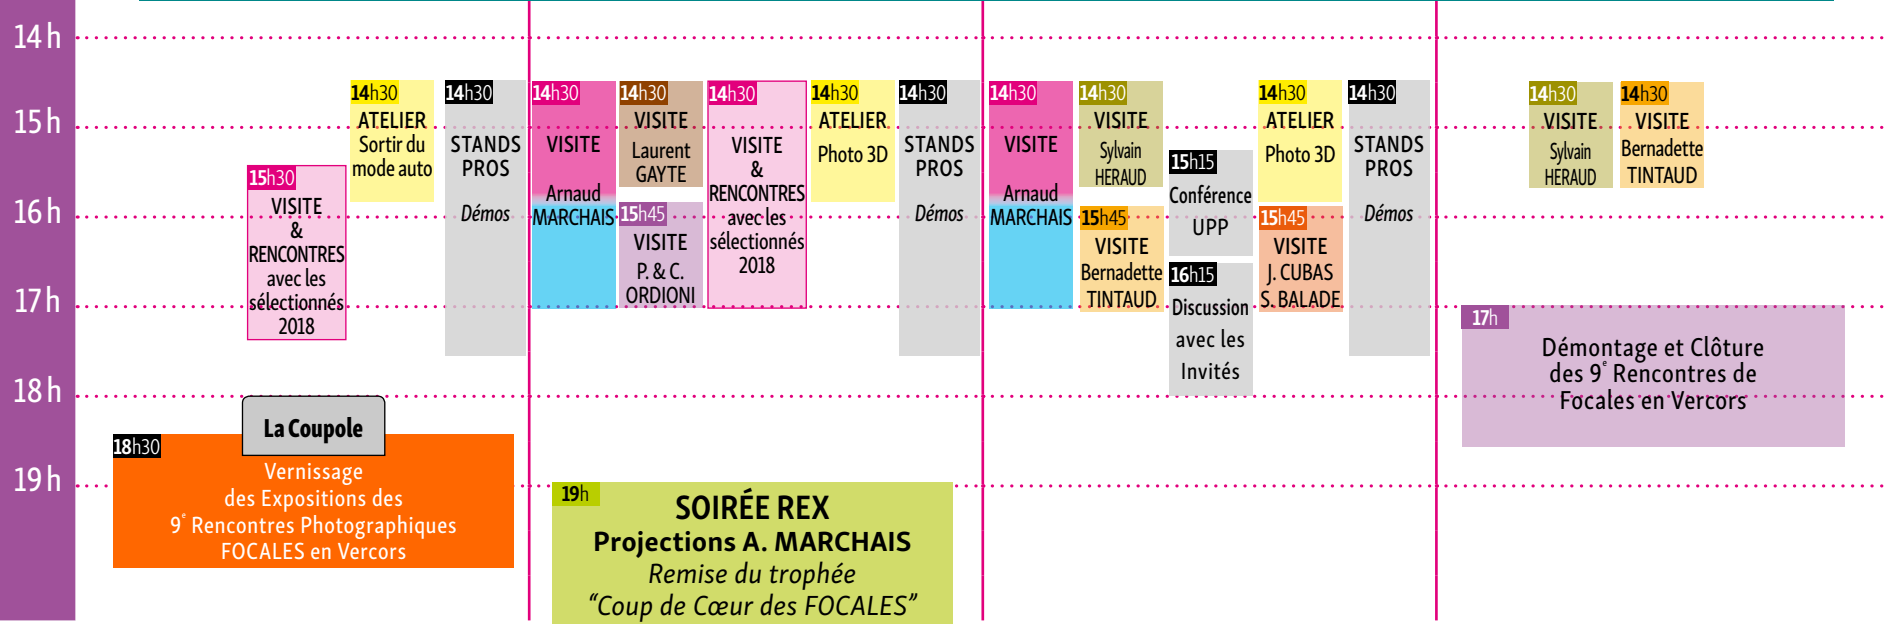 14h
15h
16h
17h
18h
19h
15h30
VISITE
&
RENCONTRES
avec les
sélectionnés
2018
14h30
ATELIER
Sortir du
mode auto
14h30
STANDS
PROS
Démos
La Coupole
18h30
Vernissage
des Expositions des
9e Rencontres Photographiques
FOCALES en Vercors
14h30
VISITE
Arnaud
MARCHAIS
14h30
VISITE
Laurent
GAYTE
15h45
VISITE
P. & C.
ORDIONI
14h30
VISITE
&
RENCONTRES
avec les
sélectionnés
2018
14h30
ATELIER
Photo 3D
14h30
STANDS
PROS
Démos
19h
SOIRÉE REX
Projections A. MARCHAIS
Remise du trophée
“Coup de Cœur des FOCALES”
14h30
VISITE
Arnaud
MARCHAIS
14h30
VISITE
Sylvain
HERAUD
15h45
VISITE
Bernadette
TINTAUD
15h15
Conférence
UPP
16h15
Discussion
avec les
Invités
14h30
ATELIER
Photo 3D
15h45
VISITE
J. CUBAS
S. BALADE
14h30
STANDS
PROS
Démos
14h30
VISITE
Sylvain
HERAUD
14h30
VISITE
Bernadette
TINTAUD
17h
Démontage et Clôture
des 9e Rencontres de
Focales en Vercors